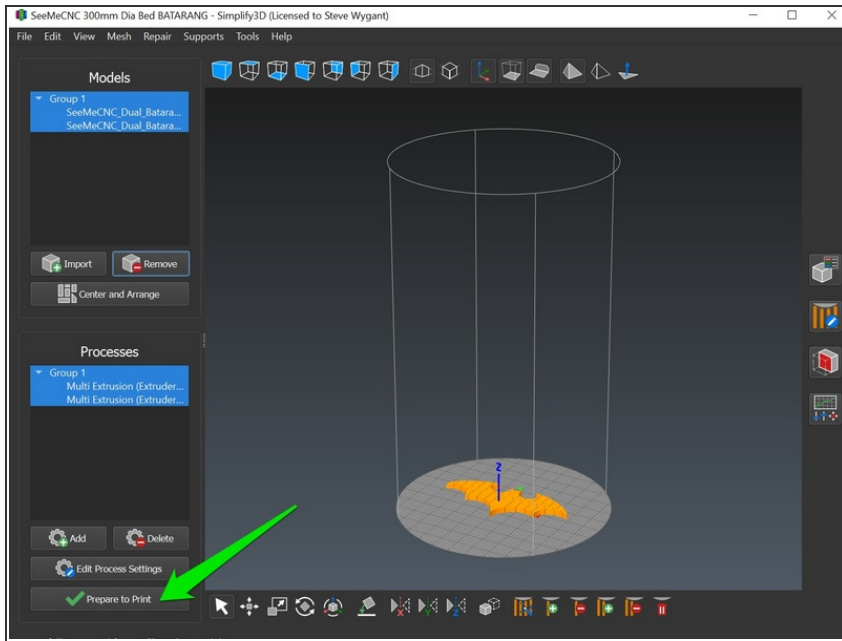 SeeMeCNC 300mm Dia Bed BATARANG - Simplify3D (Licensed to Steve Wygant)
File Edit View Mesh Repair Supports Tools Help
Models
Group 1
SeeMeCNC_Dual_Batara...
SeeMeCNC_Dual_Batara...
Import Remove
Center and Arrange
Processes
Group 1
Multi Extrusion (Extruder...
Multi Extrusion (Extruder...
Add Delete
Edit Process Settings
Prepare to Print
Z
X Y Z